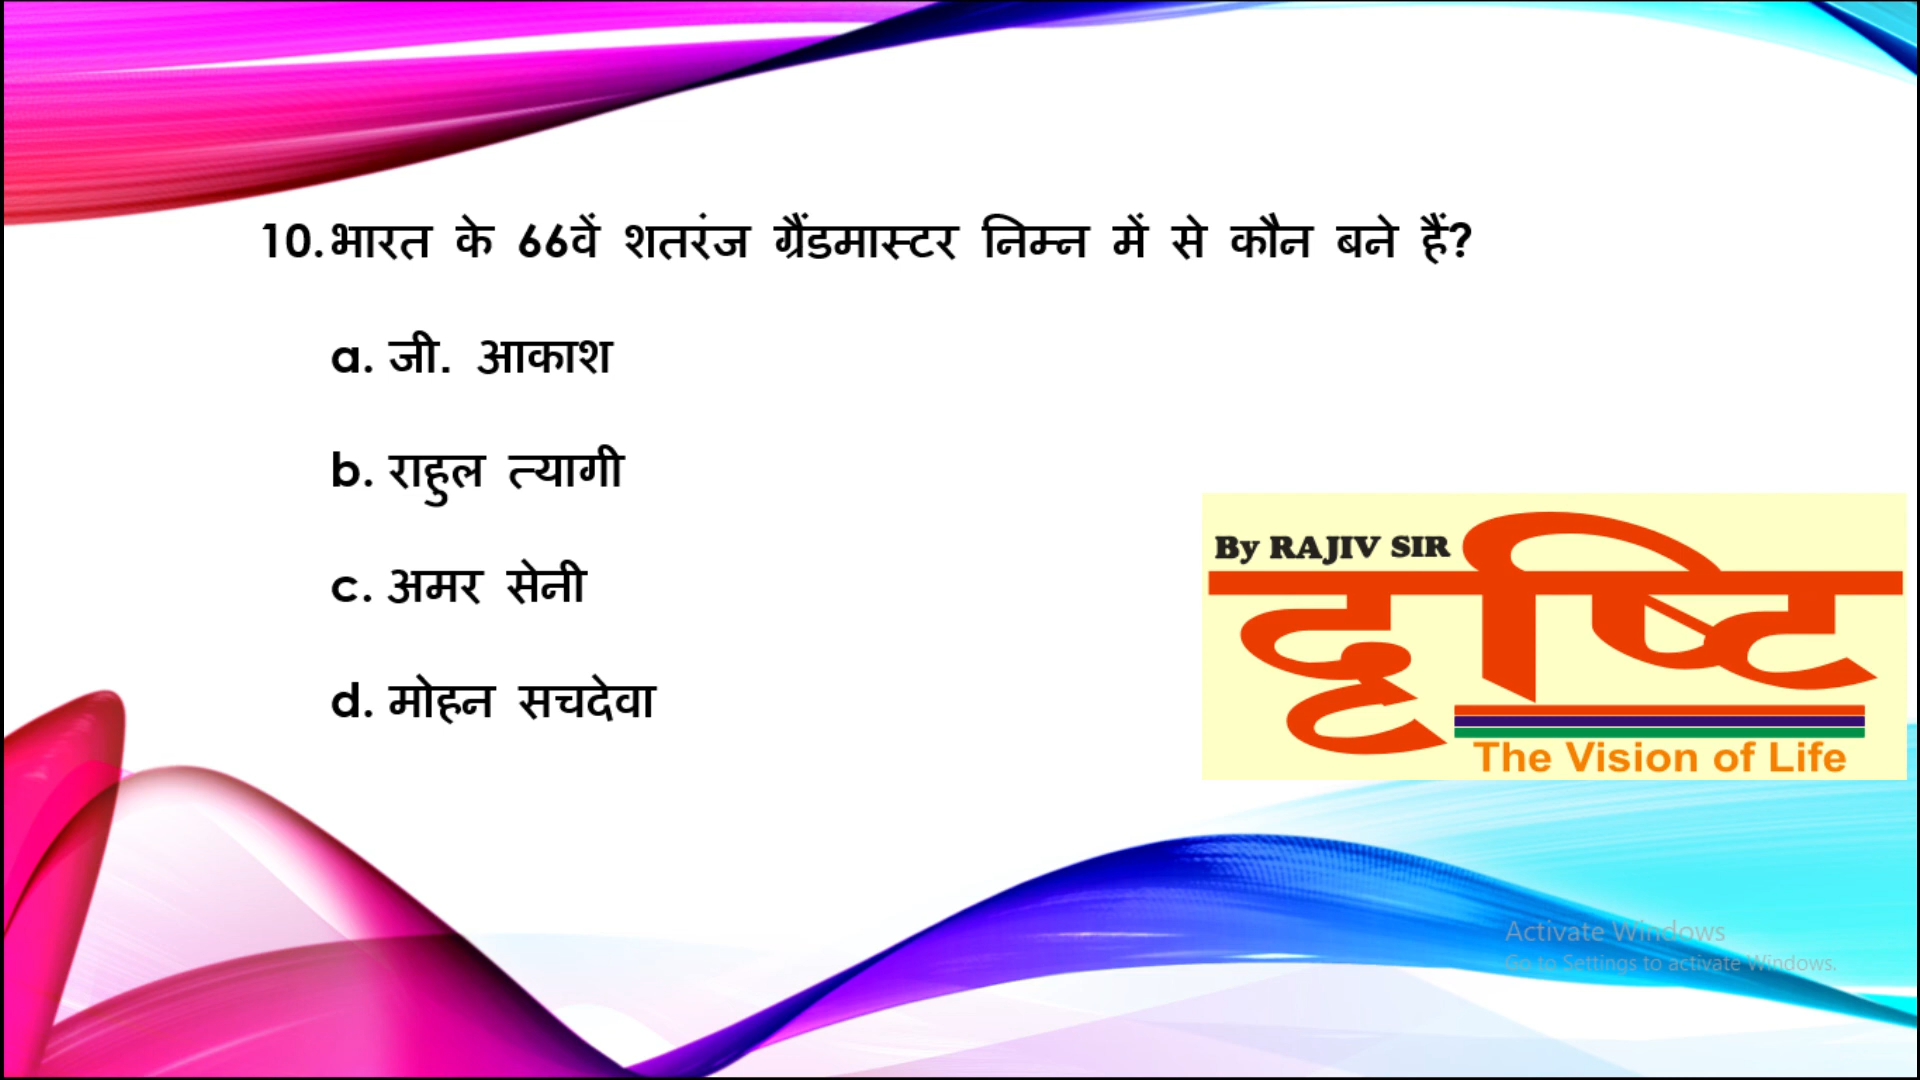 10.भारत के 66वें शतरंज ग्रैंडमास्टर निम्न में से कौन बने हैं?
a. जी. आकाश
b. राहुल त्यागी
c. अमर सेनी
d. मोहन सचदेवा
By RAJIV SIR
दृष्टि
The Vision of Life
Activate Windows
Go to Settings to activate Windows.